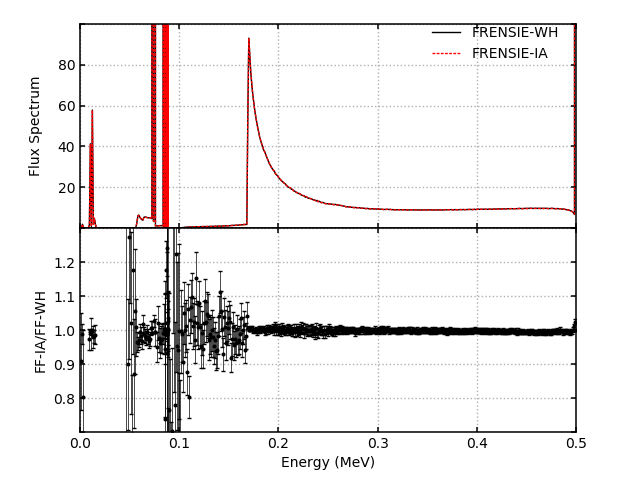 FRENSIE-WH
FRENSIE-IA
Flux Spectrum
80
60
40
20
FF-IA/FF-WH
1.2
1.1
1.0
0.9
0.8
0.0 0.1 0.2 0.3 0.4 0.5
Energy (MeV)